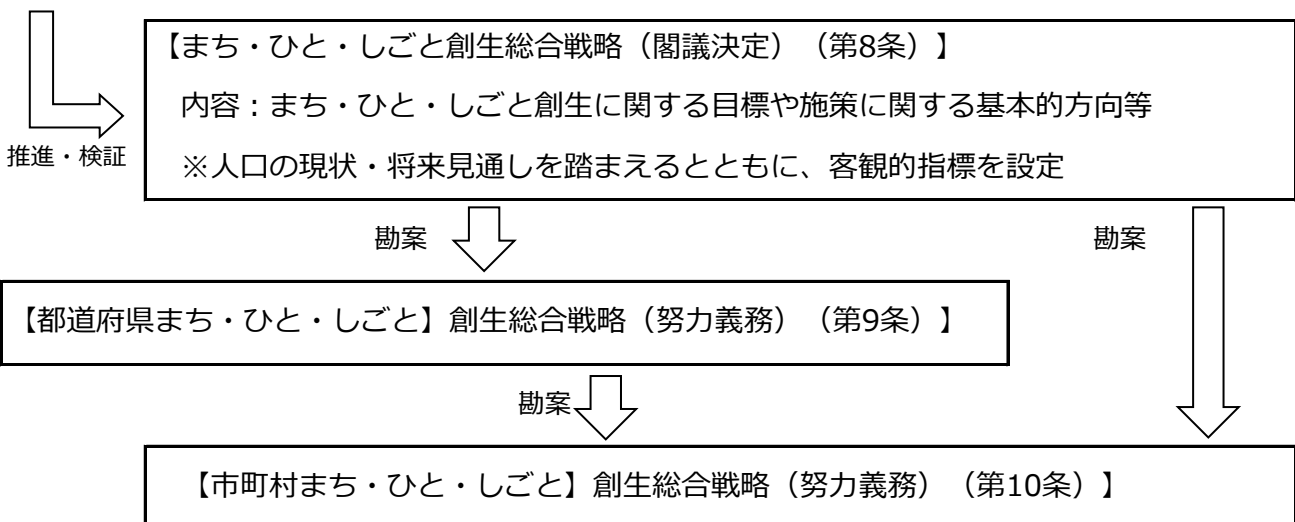 【まち・ひと・しごと創生総合戦略（閣議決定）（第8条）】
内容：まち・ひと・しごと創生に関する目標や施策に関する基本的方向等
※人口の現状・将来見通しを踏まえるとともに、客観的指標を設定
推進・検証
勘案
勘案
【都道府県まち・ひと・しごと】創生総合戦略（努力義務）（第9条）】
勘案
【市町村まち・ひと・しごと】創生総合戦略（努力義務）（第10条）】